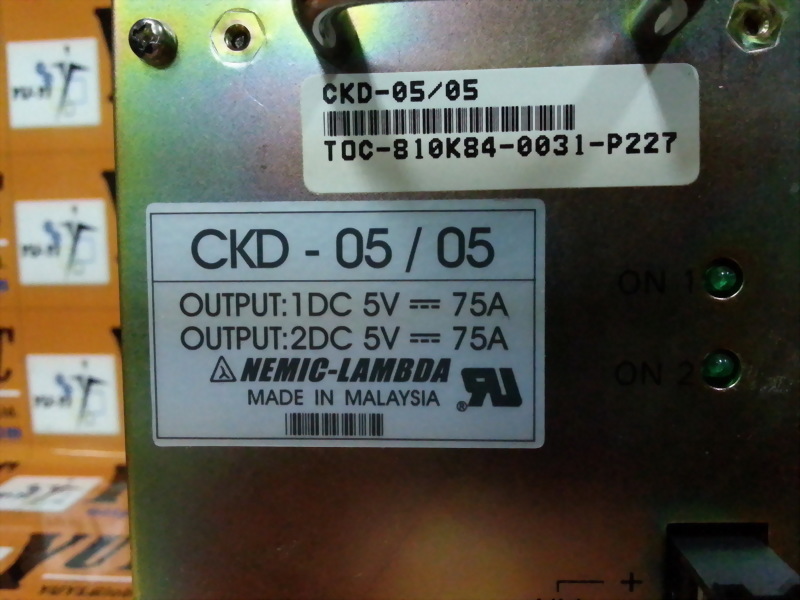 CKD-05/05
TOC-810K84-0031-P227
CKD - 05 / 05
OUTPUT:1DC 5V ⎓ 75A
OUTPUT:2DC 5V ⎓ 75A
NEMIC-LAMBDA
MADE IN MALAYSIA
®
ON 1
ON 2
+